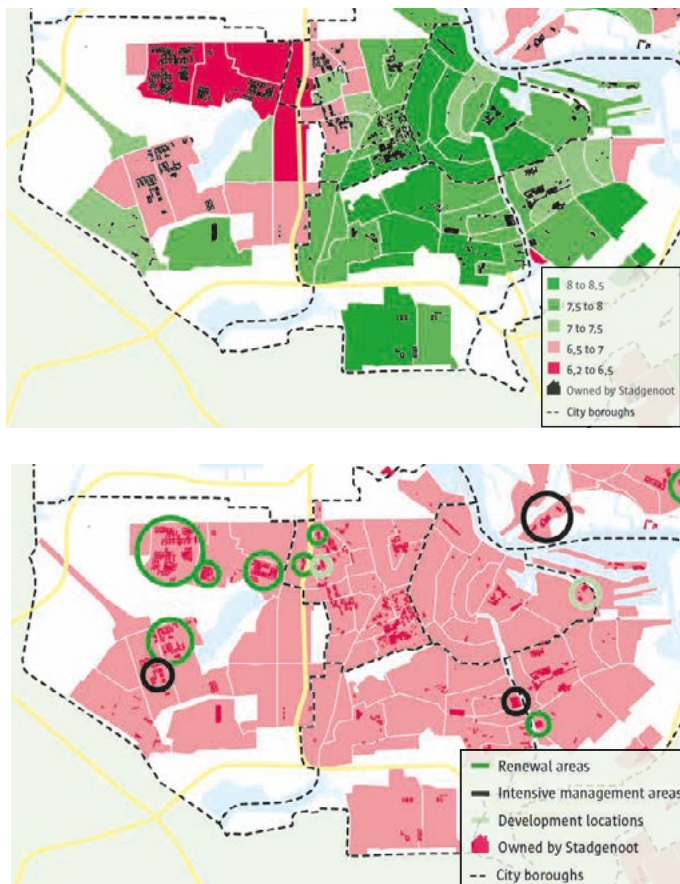 8 to 8,5
7,5 to 8
7 to 7,5
6,5 to 7
6,2 to 6,5
Owned by Stadgenoot
City boroughs
Renewal areas
Intensive management areas
Development locations
Owned by Stadgenoot
City boroughs